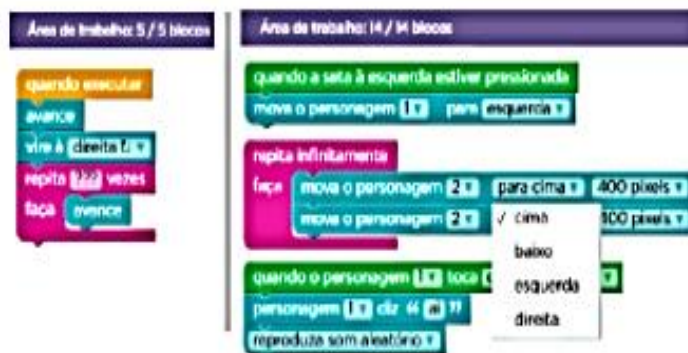 Área de trabalho: 5 / 5 blocos
quando executar
avance
vire à direita
repita ??? vezes
faça avance
Área de trabalho: 14 / 14 blocos
quando a seta à esquerda estiver pressionada
mova o personagem 1 para esquerda
repita infinitamente
faça mova o personagem 2 para cima 400 pixels
mova o personagem 2 400 pixels
✓ cima
baixo
esquerda
direita
quando o personagem 1 toca
personagem 1 diz “ ai ”
reproduza som aleatório